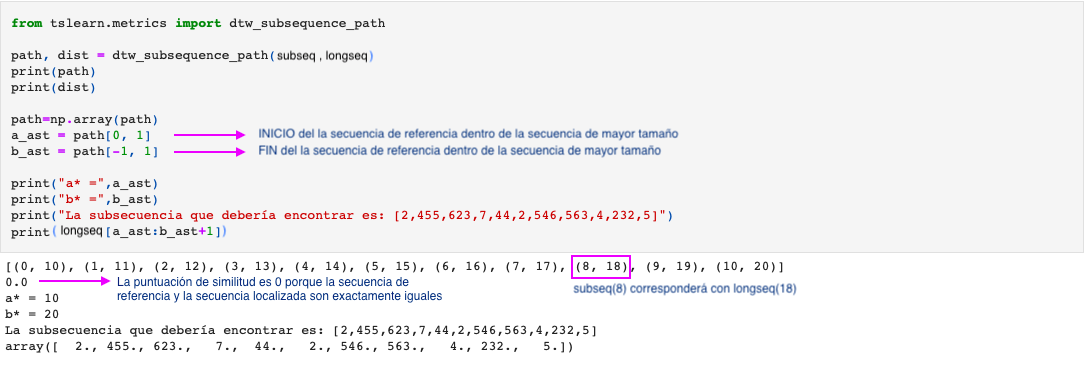 from tslearn.metrics import dtw_subsequence_path
path, dist = dtw_subsequence_path(subseq , longseq)
print(path)
print(dist)
path=np.array(path)
a_ast = path[0, 1] INICIO del la secuencia de referencia dentro de la secuencia de mayor tamaño
b_ast = path[-1, 1] FIN del la secuencia de referencia dentro de la secuencia de mayor tamaño
print("a* =",a_ast)
print("b* =",b_ast)
print("La subsecuencia que debería encontrar es: [2,455,623,7,44,2,546,563,4,232,5]")
print(longseq[a_ast:b_ast+1])
[(0, 10), (1, 11), (2, 12), (3, 13), (4, 14), (5, 15), (6, 16), (7, 17), (8, 18), (9, 19), (10, 20)]
0.0 La puntuación de similitud es 0 porque la secuencia de
referencia y la secuencia localizada son exactamente iguales
subseq(8) corresponderá con longseq(18)
a* = 10
b* = 20
La subsecuencia que debería encontrar es: [2,455,623,7,44,2,546,563,4,232,5]
array([ 2., 455., 623., 7., 44., 2., 546., 563., 4., 232., 5.])